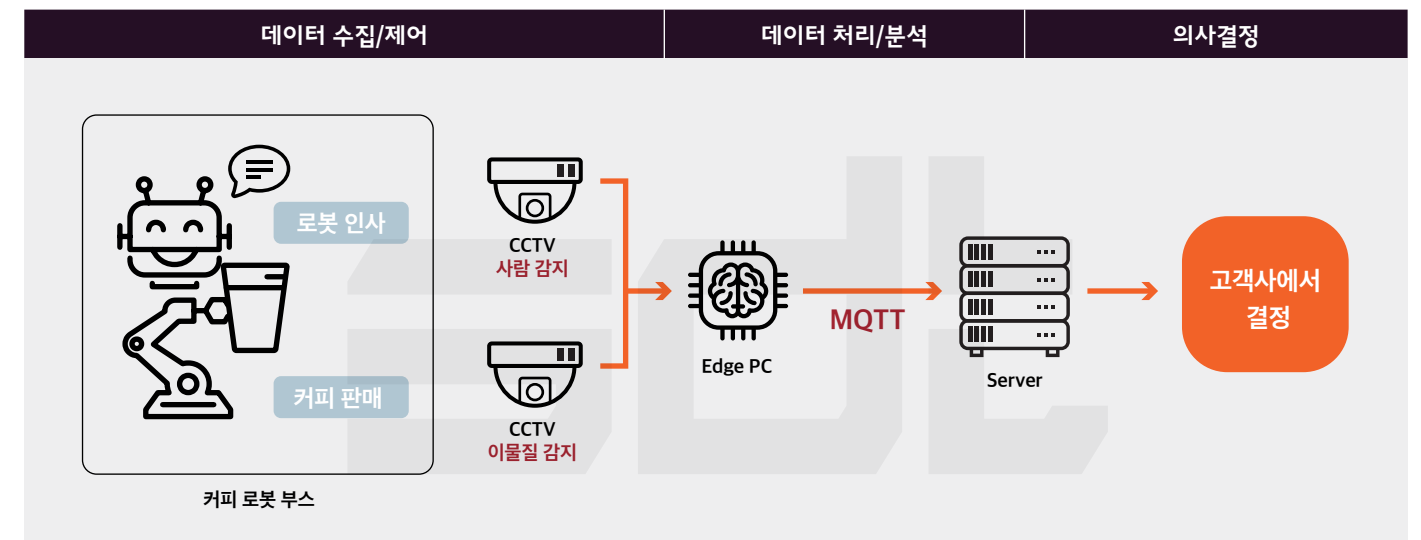 데이터 수집/제어
데이터 처리/분석
의사결정
로봇 인사
커피 판매
커피 로봇 부스
CCTV
사람 감지
CCTV
이물질 감지
Edge PC
MQTT
Server
고객사에서
결정